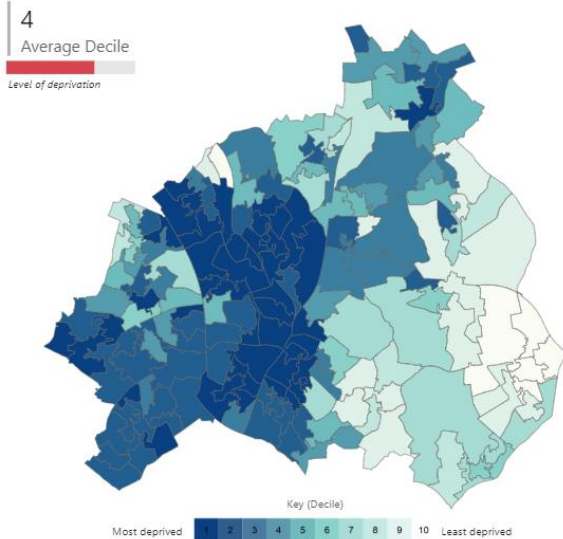 4
Average Decile
Level of deprivation
Key (Decile)
Most deprived 1 2 3 4 5 6 7 8 9 10 Least deprived